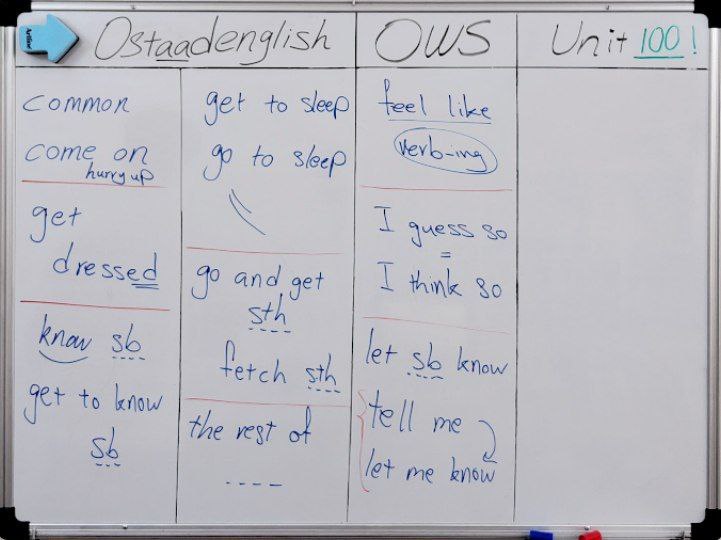 Ostaadenglish
OWS
Unit 100!
common
come on
hurry up
get
dressed
know sb
get to know
sb
get to sleep
go to sleep
go and get
sth
fetch sth
the rest of
feel like
verb-ing
I guess so
=
I think so
let sb know
tell me
let me know